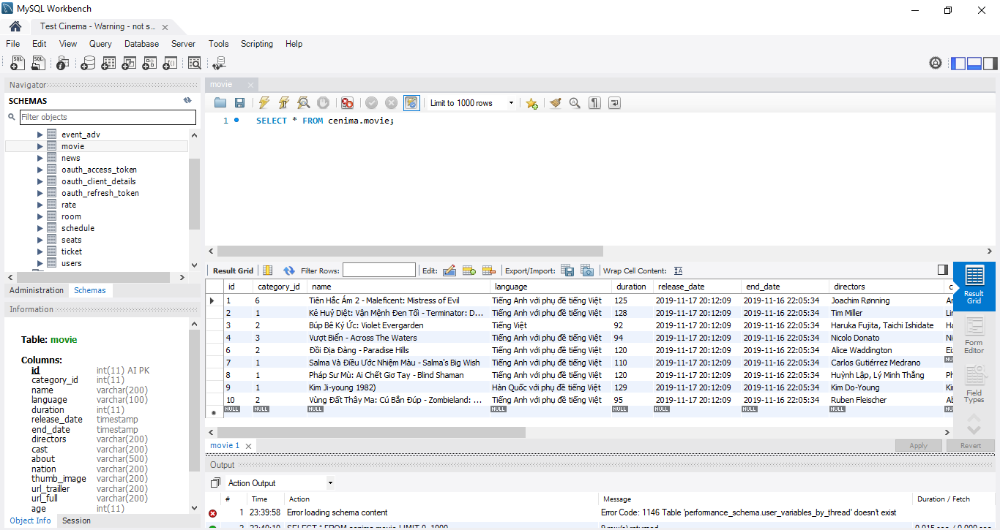 MySQL Workbench
Test Cinema - Warning - not s...
File Edit View Query Database Server Tools Scripting Help
Navigator
SCHEMAS
Filter objects
event_adv
movie
news
oauth_access_token
oauth_client_details
oauth_refresh_token
rate
room
schedule
seats
ticket
users
Administration Schemas
Information
Table: movie
Columns:
id int(11) AI PK
category_id int(11)
name varchar(200)
language varchar(100)
duration int(11)
release_date timestamp
end_date timestamp
directors varchar(200)
cast varchar(200)
about varchar(500)
nation varchar(200)
thumb_image varchar(200)
url_trailler varchar(200)
url_full varchar(200)
age int(11)
Object Info Session
movie
Limit to 1000 rows
1 SELECT * FROM cenima.movie;
Result Grid Filter Rows: Edit: Export/Import: Wrap Cell Content:
id category_id name language duration release_date end_date directors c
1 6 Tiên Hắc Ám 2 - Maleficent: Mistress of Evil Tiếng Anh với phụ đề tiếng Việt 125 2019-11-17 20:12:09 2019-11-16 22:05:34 Joachim Rønning
2 1 Kẻ Huỷ Diệt: Vận Mệnh Đen Tối - Terminator: D... Tiếng Anh với phụ đề tiếng Việt 128 2019-11-17 20:12:09 2019-11-16 22:05:34 Tim Miller
3 2 Búp Bê Ký Ức: Violet Evergarden Tiếng Việt 92 2019-11-17 20:12:09 2019-11-16 22:05:34 Haruka Fujita, Taichi Ishidate Ha
4 3 Vượt Biển - Across The Waters Tiếng Anh với phụ đề tiếng Việt 94 2019-11-17 20:12:09 2019-11-16 22:05:34 Nicolo Donato Ni
6 2 Đồi Địa Đàng - Paradise Hills Tiếng Anh với phụ đề tiếng Việt 120 2019-11-17 20:12:09 2019-11-16 22:05:34 Alice Waddington
7 1 Salma Và Điều Ước Nhiệm Màu - Salma's Big Wish Tiếng Anh với phụ đề tiếng Việt 110 2019-11-17 20:12:09 2019-11-16 22:05:34 Carlos Gutiérrez Medrano
8 1 Pháp Sư Mù: Ai Chết Giơ Tay - Blind Shaman Tiếng Anh với phụ đề tiếng Việt 120 2019-11-17 20:12:09 2019-11-16 22:05:34 Huỳnh Lập, Lý Minh Thắng
9 1 Kim Ji-young 1982) Hàn Quốc với phụ đề tiếng Việt 129 2019-11-17 20:12:09 2019-11-16 22:05:34 Kim Do-Young
10 2 Vùng Đất Thây Ma: Cú Bắn Đúp - Zombieland: ... Tiếng Anh với phụ đề tiếng Việt 95 2019-11-17 20:12:09 2019-11-16 22:05:34 Ruben Fleischer
NULL NULL NULL NULL NULL NULL NULL NULL
Result
Grid
Form
Editor
Field
Types
movie 1 Apply Revert
Output
Action Output
# Time Action Message Duration / Fetch
1 23:39:58 Error loading schema content Error Code: 1146 Table 'performance_schema.user_variables_by_thread' doesn't exist
2 23:40:10 SELECT * FROM cenima.movie LIMIT 0, 1000 9 row(s) returned 0.015 sec / 0.000 sec